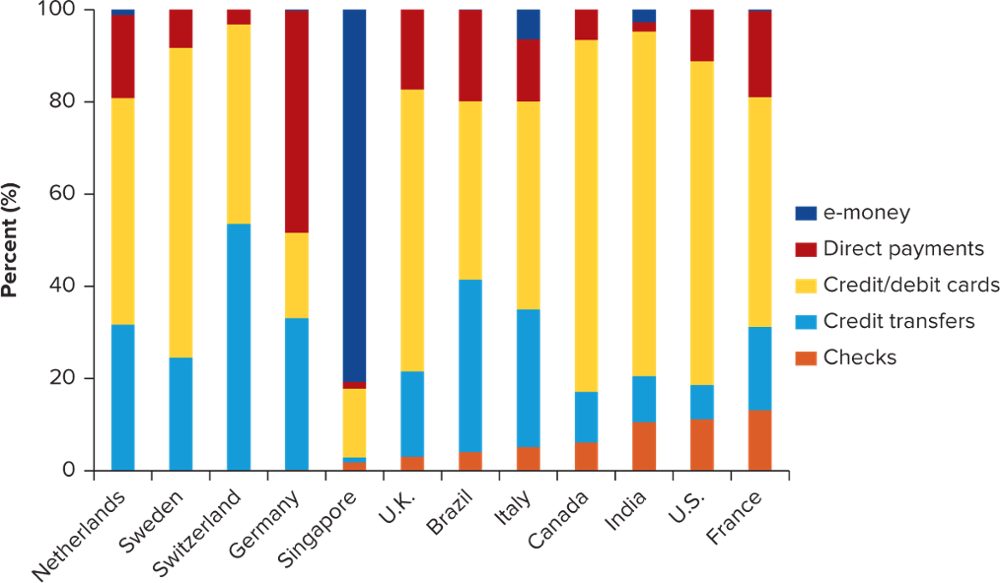 Percent (%)
100
80
60
40
20
0
Netherlands
Sweden
Switzerland
Germany
Singapore
U.K.
Brazil
Italy
Canada
India
U.S.
France
e-money
Direct payments
Credit/debit cards
Credit transfers
Checks